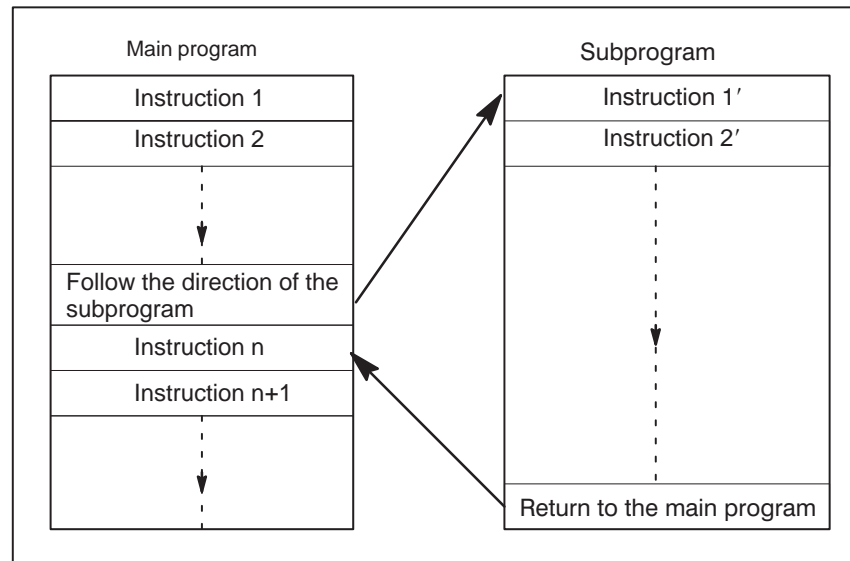 Main program
Instruction 1
Instruction 2
Follow the direction of the
subprogram
Instruction n
Instruction n+1
Subprogram
Instruction 1′
Instruction 2′
Return to the main program